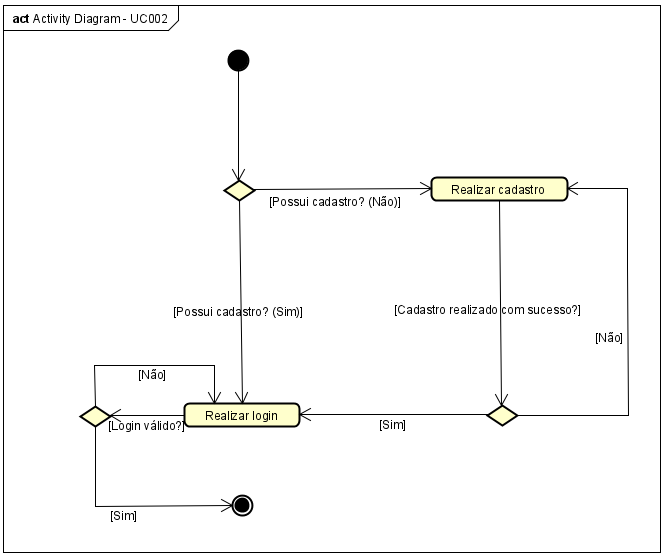 act Activity Diagram - UC002
Realizar cadastro
[Possui cadastro? (Não)]
[Possui cadastro? (Sim)]
[Cadastro realizado com sucesso?]
[Não]
[Não]
Realizar login
[Login válido?]
[Sim]
[Sim]